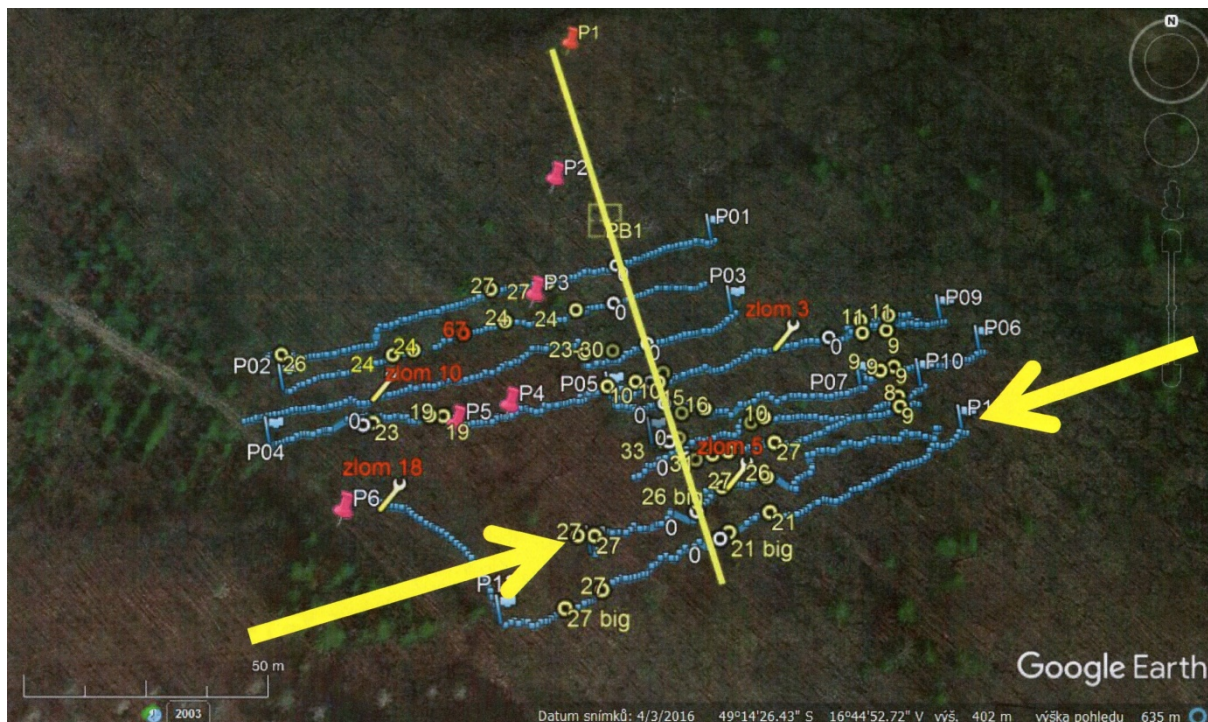 N
P1
P2
P01
PB1
P03
27
27
P3
0
0
P09
24
24
67
zlom 3
11
11
P06
0
9
24
24
23
30
P02
26
zlom 10
P05
P07
9
9
P10
10
10
15
16
8
9
P4
P5
19
19
0
23
P04
10
33
0
27
zlom 5
31
0
26
27
zlom 18
P6
26 big
0
21
21 big
0
27
27
27
27 big
50 m
Google Earth
2003
Datum snímků: 4/3/2016 49°14'26.43" S 16°44'52.72" V výš. 402 m výška pohledu 635 m